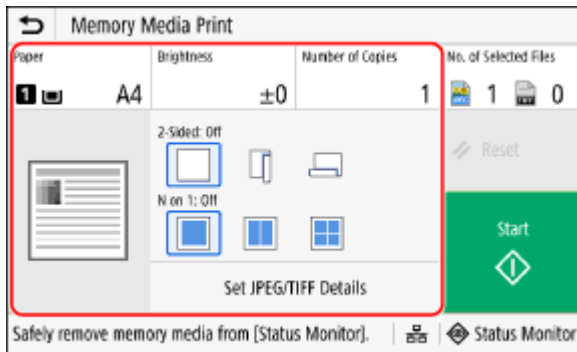 Memory Media Print
Paper
Brightness
Number of Copies
No. of Selected Files
1
A4
±0
1
1
0
2-Sided: Off
Reset
N on 1: Off
Start
Set JPEG/TIFF Details
Safely remove memory media from [Status Monitor].
Status Monitor